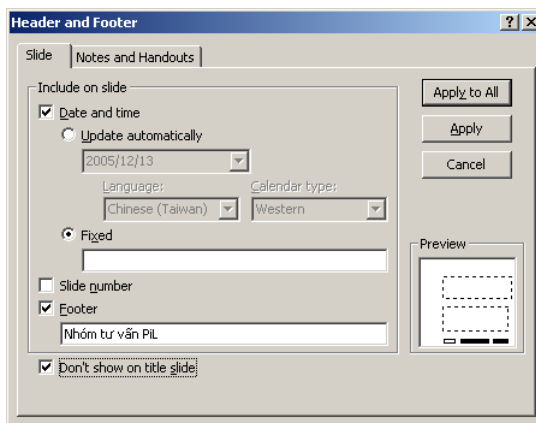 Header and Footer
Slide
Notes and Handouts
Include on slide
Date and time
Update automatically
2005/12/13
Language:
Calendar type:
Chinese (Taiwan)
Western
Fixed
Slide number
Footer
Nhóm tư vấn PiL
Don't show on title slide
Apply to All
Apply
Cancel
Preview